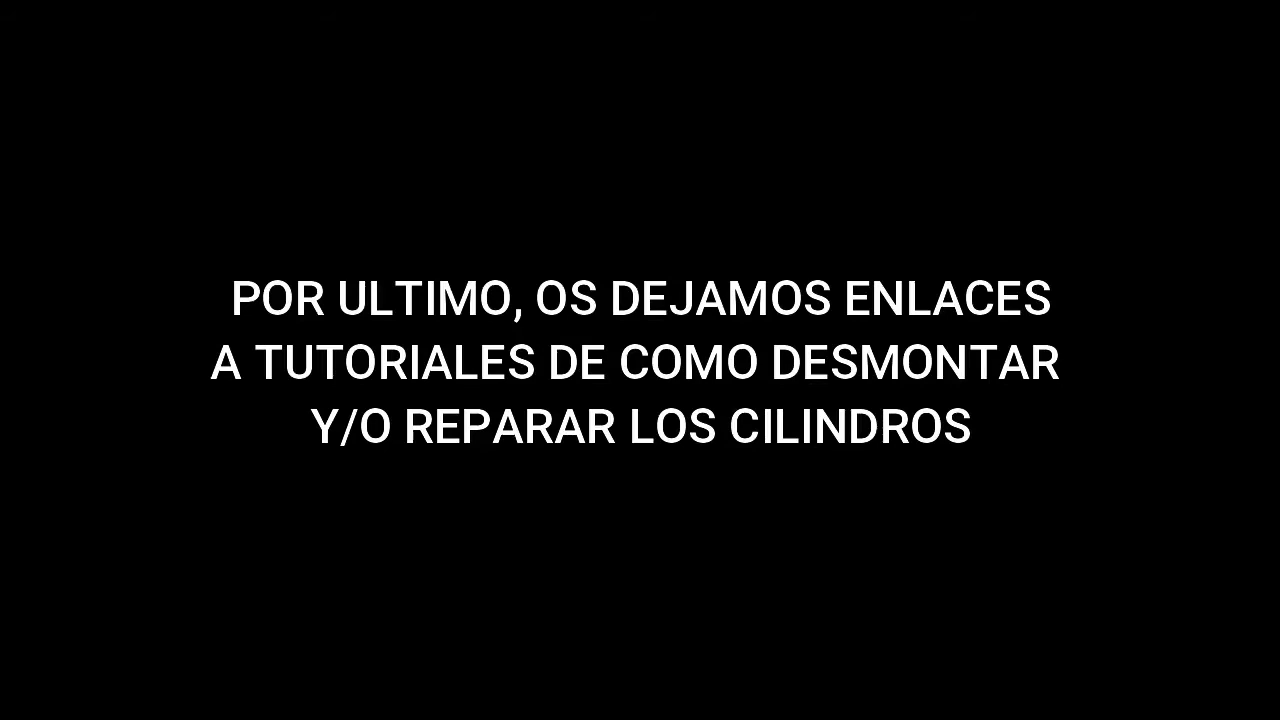 POR ULTIMO, OS DEJAMOS ENLACES
A TUTORIALES DE COMO DESMONTAR
Y/O REPARAR LOS CILINDROS